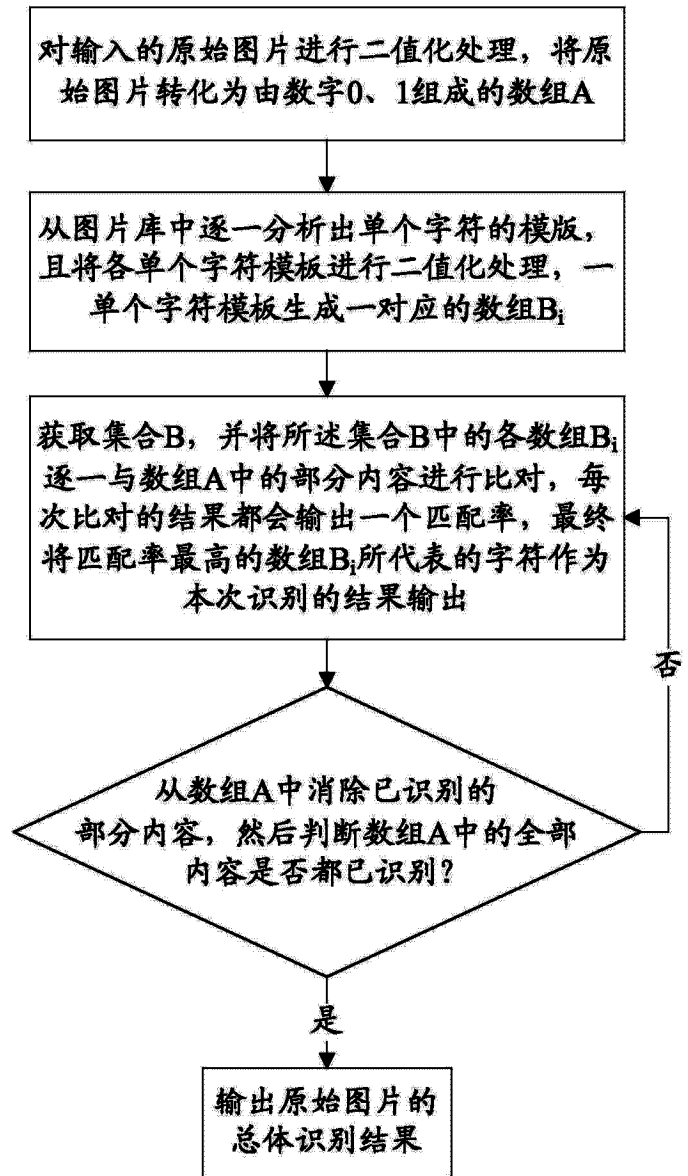 对输入的原始图片进行二值化处理，将原
始图片转化为由数字0、1组成的数组A
从图片库中逐一分析出单个字符的模版，
且将各单个字符模板进行二值化处理，一
单个字符模板生成一对应的数组Bi
获取集合B，并将所述集合B中的各数组Bi
逐一与数组A中的部分内容进行比对，每
次比对的结果都会输出一个匹配率，最终
将匹配率最高的数组Bi所代表的字符作为
本次识别的结果输出
否
从数组A中消除已识别的
部分内容，然后判断数组A中的全部
内容是否都已识别？
是
输出原始图片的
总体识别结果